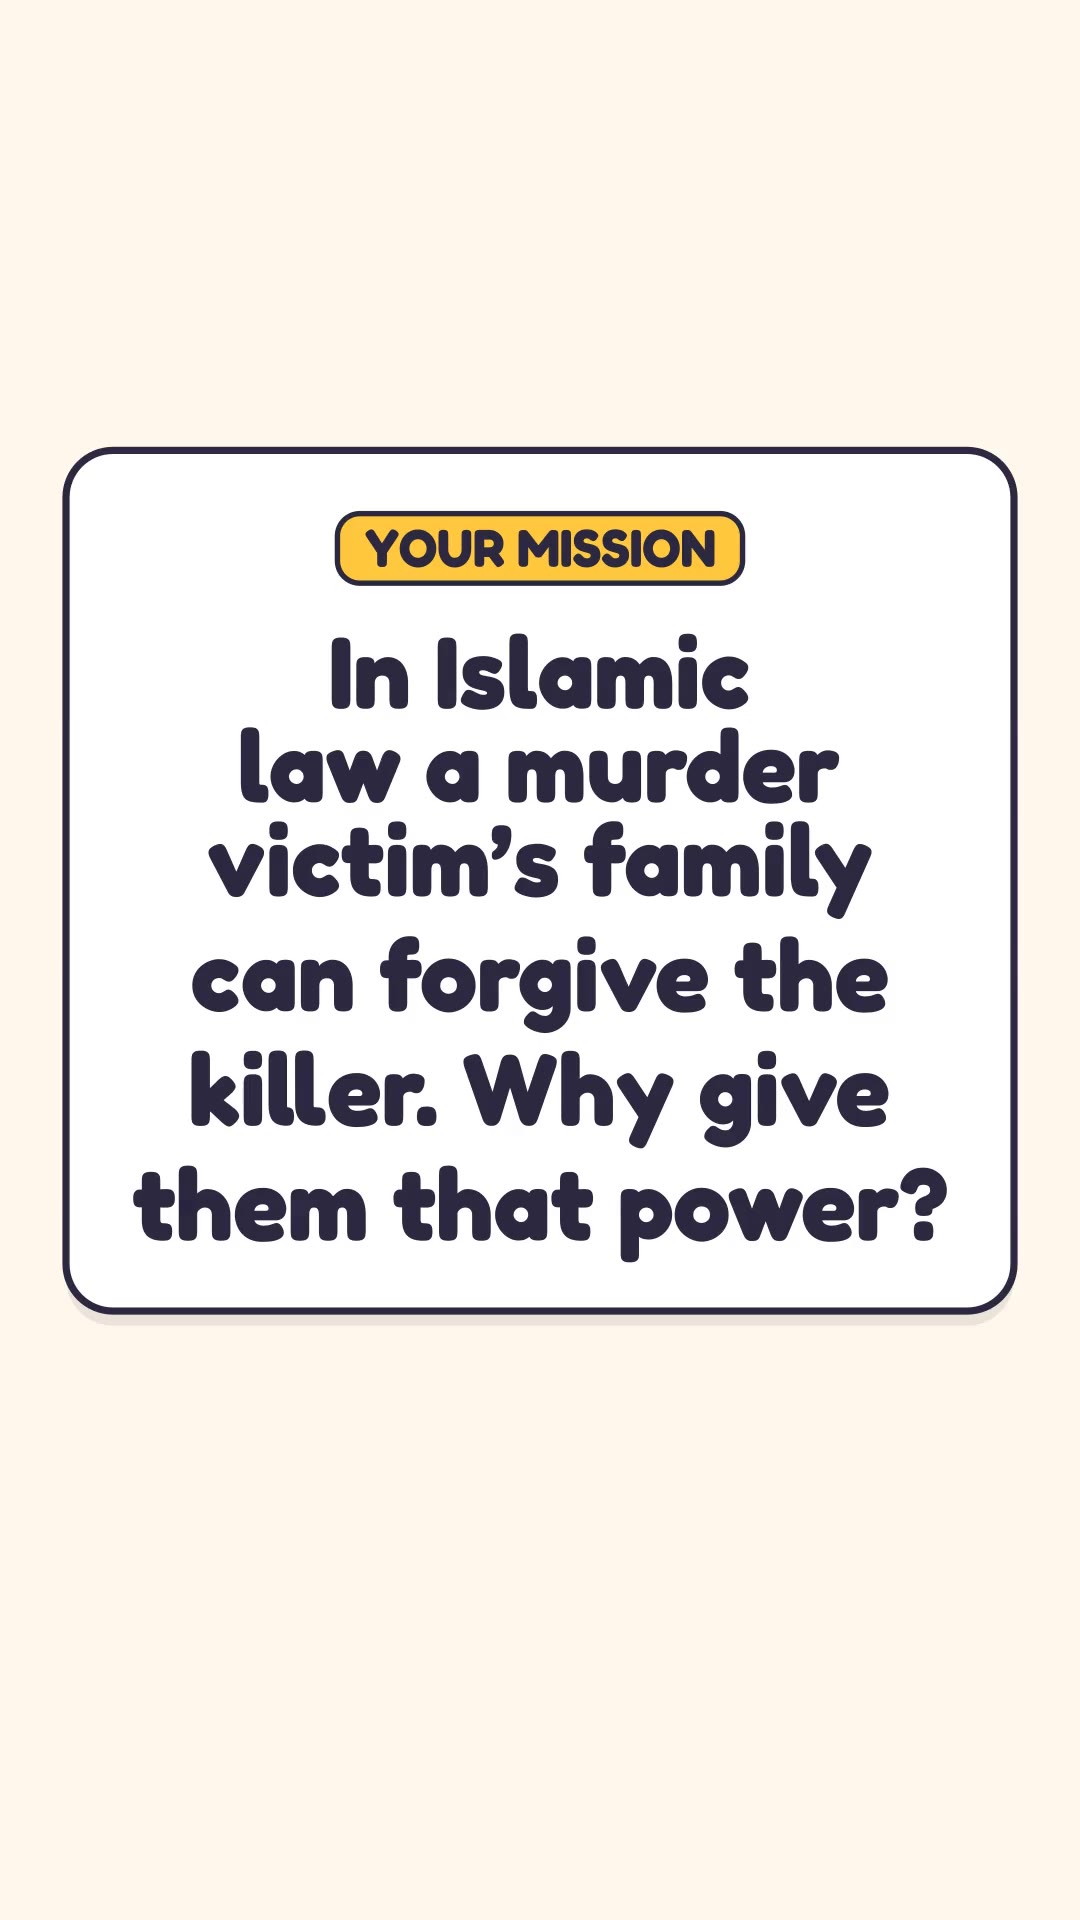 YOUR MISSION
In Islamic
law a murder
victim’s family
can forgive the
killer. Why give
them that power?